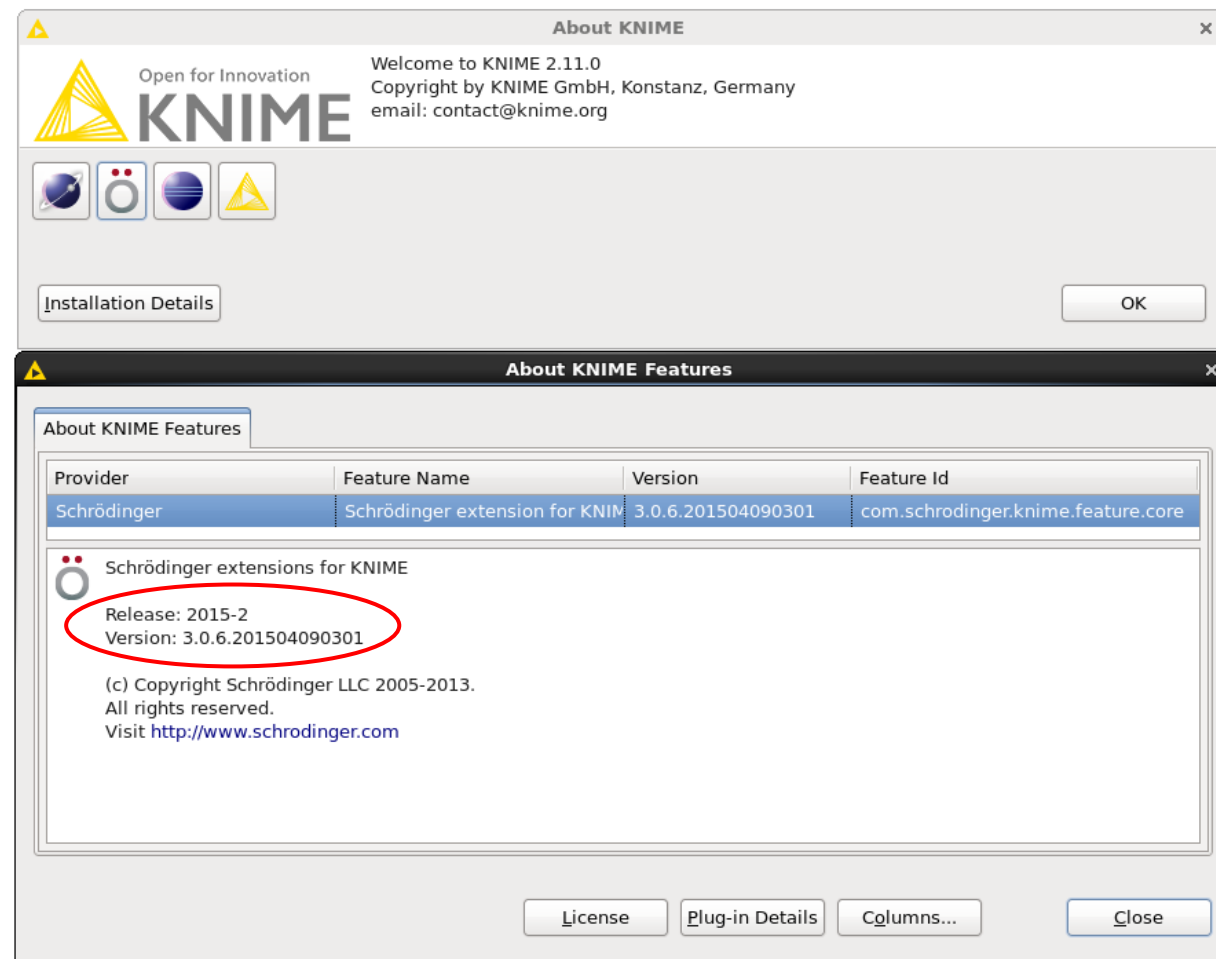 About KNIME
Open for Innovation
KNIME
Welcome to KNIME 2.11.0
Copyright by KNIME GmbH, Konstanz, Germany
email: contact@knime.org
Ö
Installation Details
OK
About KNIME Features
About KNIME Features
Provider Feature Name Version Feature Id
Schrödinger Schrödinger extension for KNIM 3.0.6.201504090301 com.schrodinger.knime.feature.core
Ö
Schrödinger extensions for KNIME
Release: 2015-2
Version: 3.0.6.201504090301
(c) Copyright Schrödinger LLC 2005-2013.
All rights reserved.
Visit http://www.schrodinger.com
License Plug-in Details Columns... Close